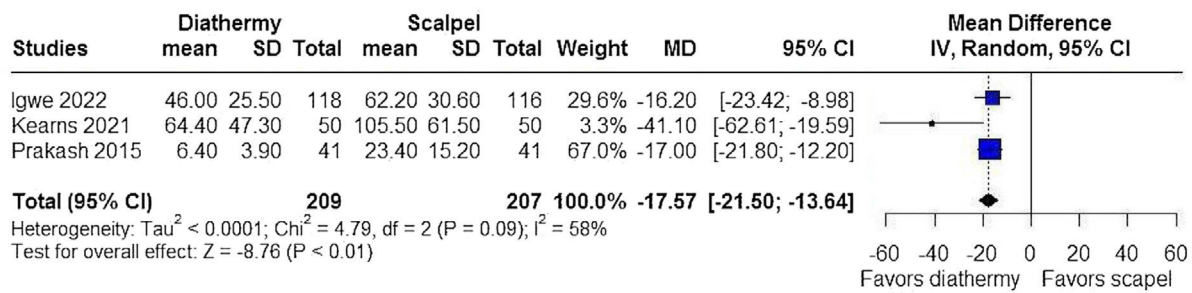 Diathermy Scalpel Mean Difference
Studies mean SD Total mean SD Total Weight MD 95% CI IV, Random, 95% CI
Igwe 2022 46.00 25.50 118 62.20 30.60 116 29.6% -16.20 [-23.42; -8.98]
Kearns 2021 64.40 47.30 50 105.50 61.50 50 3.3% -41.10 [-62.61; -19.59]
Prakash 2015 6.40 3.90 41 23.40 15.20 41 67.0% -17.00 [-21.80; -12.20]
Total (95% CI) 209 207 100.0% -17.57 [-21.50; -13.64]
Heterogeneity: Tau² < 0.0001; Chi² = 4.79, df = 2 (P = 0.09); I² = 58%
Test for overall effect: Z = -8.76 (P < 0.01)
-60 -40 -20 0 20 40 60
Favors diathermy Favors scapel